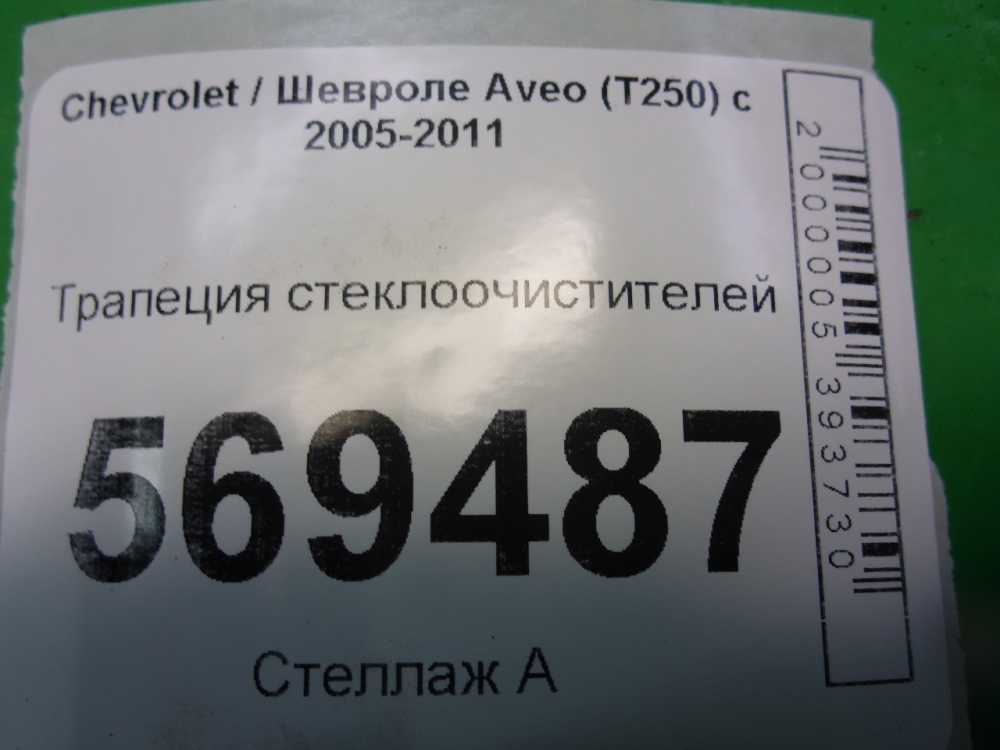 Chevrolet / Шевроле Aveo (T250) с
2005-2011
Трапеция стеклоочистителей
569487
Стеллаж А
2000005393730